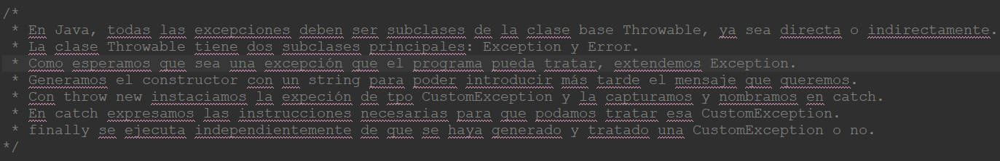 /*
* En Java, todas las excepciones deben ser subclases de la clase base Throwable, ya sea directa o indirectamente.
* La clase Throwable tiene dos subclases principales: Exception y Error.
* Como esperamos que sea una excepción que el programa pueda tratar, extendemos Exception.
* Generamos el constructor con un string para poder introducir más tarde el mensaje que queremos.
* Con throw new instaciamos la expeción de tpo CustomException y la capturamos y nombramos en catch.
* En catch expresamos las instrucciones necesarias para que podamos tratar esa CustomException.
* finally se ejecuta independientemente de que se haya generado y tratado una CustomException o no.
*/